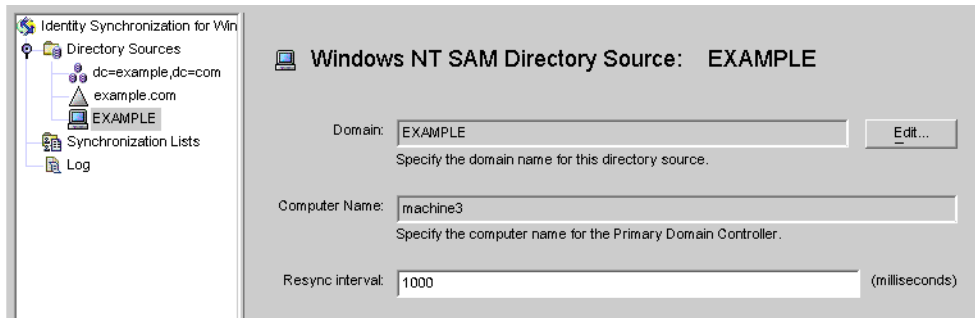 Identity Synchronization for Win
Directory Sources
dc=example,dc=com
example.com
EXAMPLE
Synchronization Lists
Log
Windows NT SAM Directory Source: EXAMPLE
Domain: EXAMPLE Edit...
Specify the domain name for this directory source.
Computer Name: machine3
Specify the computer name for the Primary Domain Controller.
Resync interval: 1000 (milliseconds)